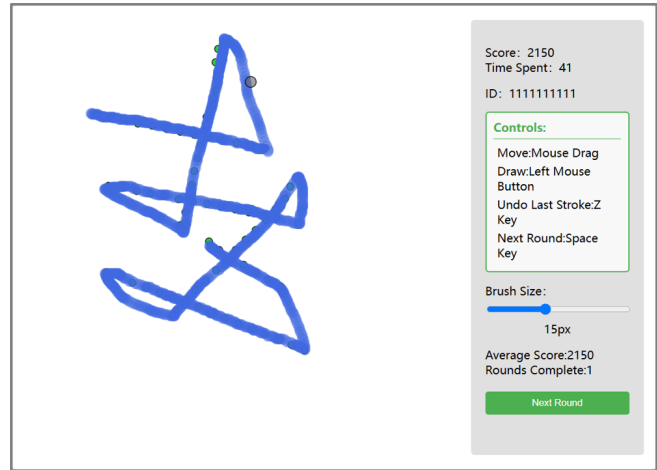 Score： 2150
Time Spent： 41
ID： 1111111111
Controls:
Move:Mouse Drag
Draw:Left Mouse
Button
Undo Last Stroke:Z
Key
Next Round:Space
Key
Brush Size：
15px
Average Score:2150
Rounds Complete:1
Next Round